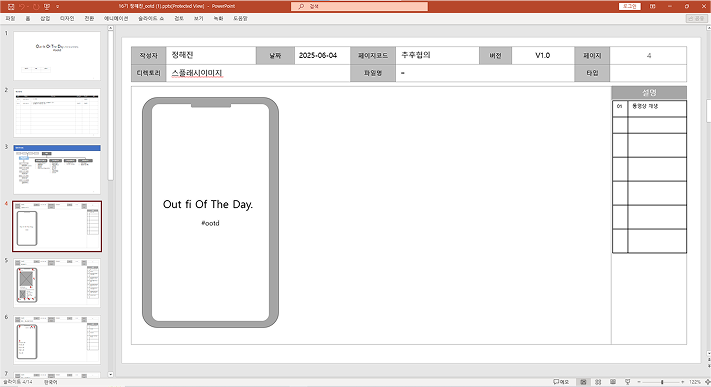 16기 정해진_ootd (1).pptx[Protected View] - PowerPoint
검색
로그인
파일 홈 삽입 디자인 전환 애니메이션 슬라이드 쇼 검토 보기 녹화 도움말
공유
1
2
3
4
5
6
7
작성자 정해진 날짜 2025-06-04 페이지코드 추후협의 버전 V1.0 페이지 4
디렉토리 스플래시이미지 파일명 - 타입
설명
01 동영상 재생
Out fi Of The Day.
#ootd
슬라이드 4/14 한국어
메모
122%